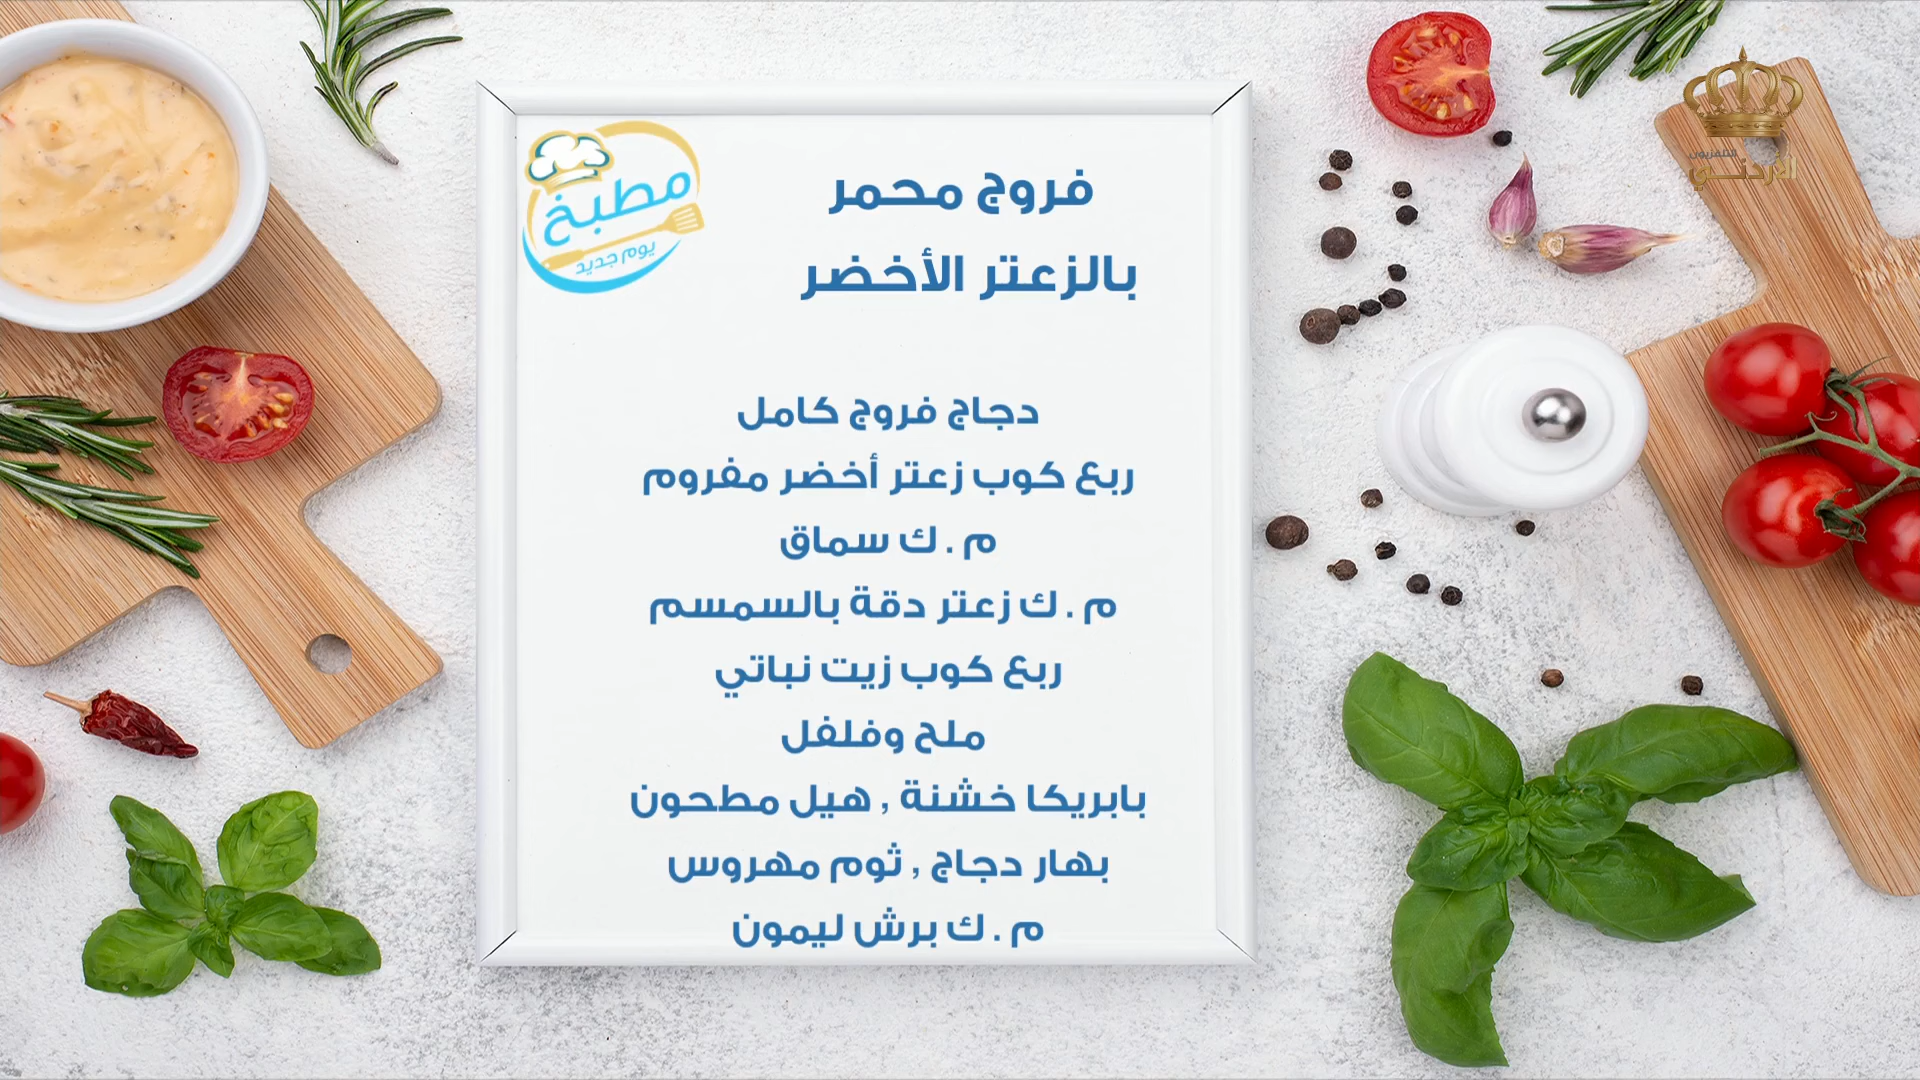 مطبخ
يوم جديد
فروج محمر
بالزعتر الأخضر
دجاج فروج كامل
ربع كوب زعتر أخضر مفروم
م . ك سماق
م . ك زعتر دقة بالسمسم
ربع كوب زيت نباتي
ملح وفلفل
بابريكا خشنة , هيل مطحون
بهار دجاج , ثوم مهروس
م . ك برش ليمون
التلفزيون
الأردني